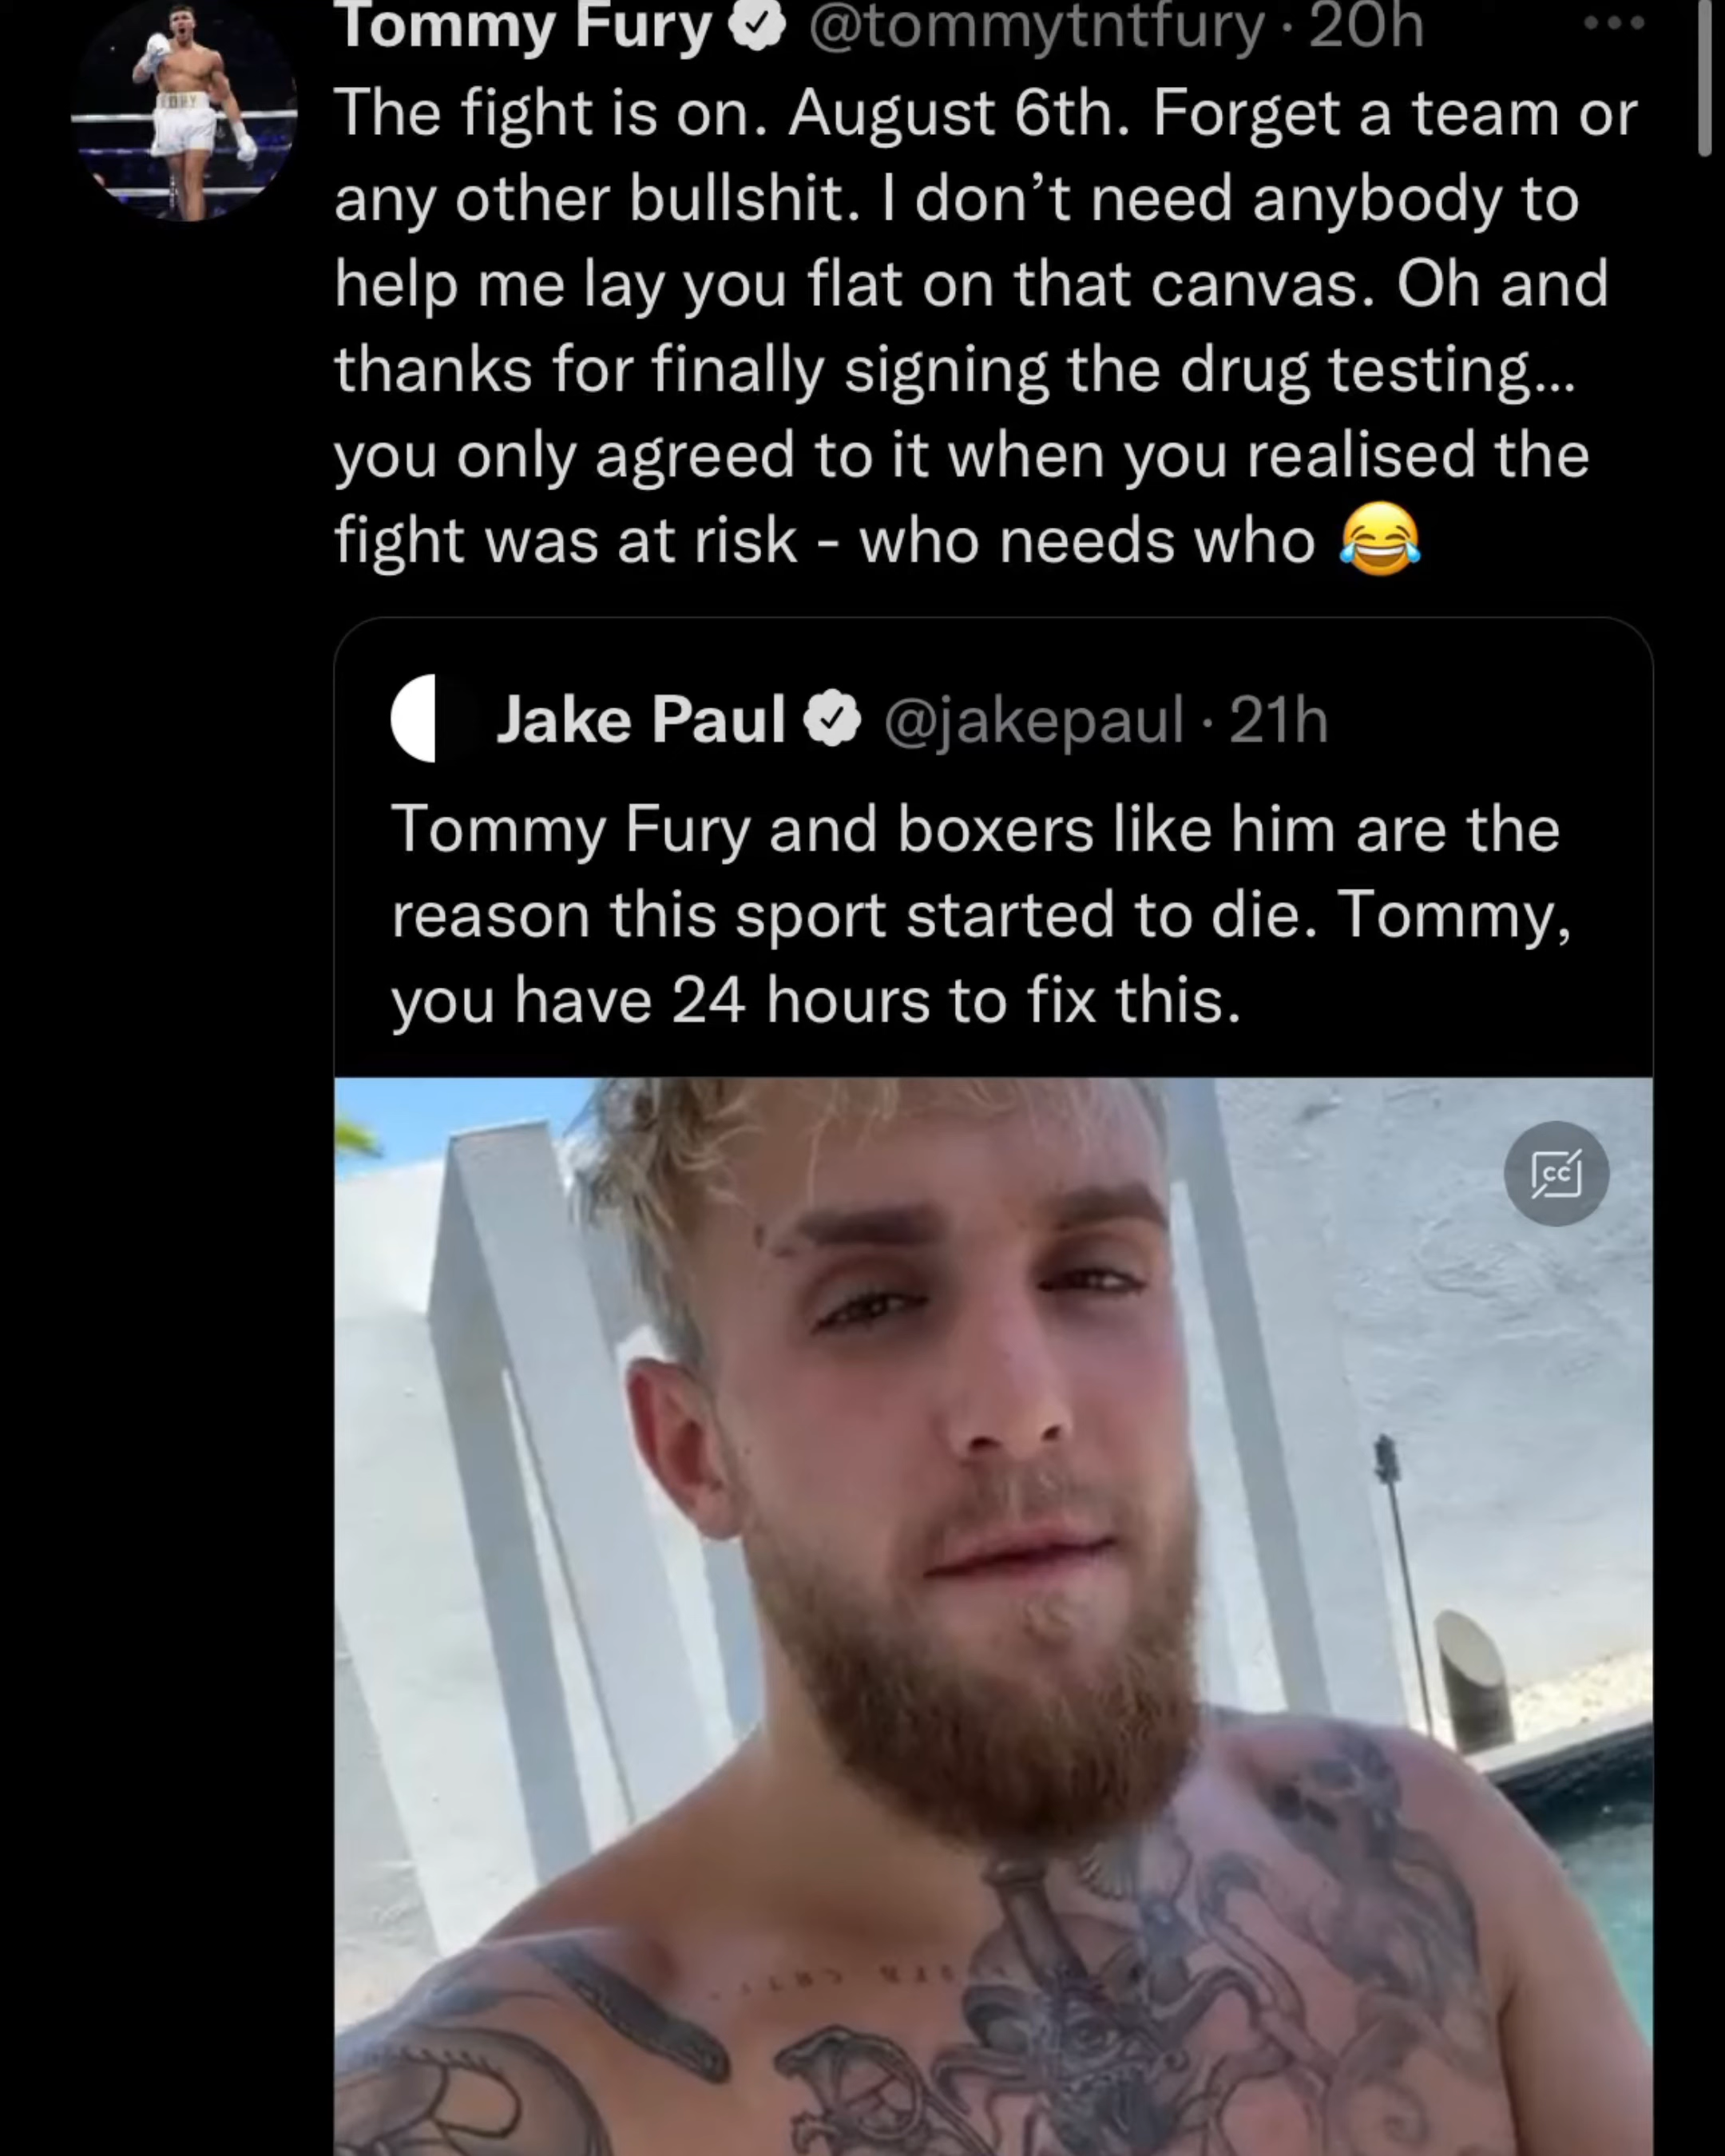 Tommy Fury @tommytntfury · 20h
The fight is on. August 6th. Forget a team or
any other bullshit. I don’t need anybody to
help me lay you flat on that canvas. Oh and
thanks for finally signing the drug testing...
you only agreed to it when you realised the
fight was at risk - who needs who 😂
Jake Paul @jakepaul · 21h
Tommy Fury and boxers like him are the
reason this sport started to die. Tommy,
you have 24 hours to fix this.
CC